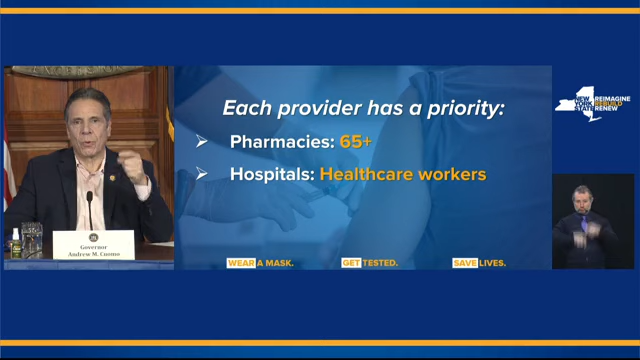 Each provider has a priority:
Pharmacies: 65+
Hospitals: Healthcare workers
WEAR A MASK.
GET TESTED.
SAVE LIVES.
Governor
Andrew M. Cuomo
NEW YORK STATE
REIMAGINE
REBUILD
RENEW